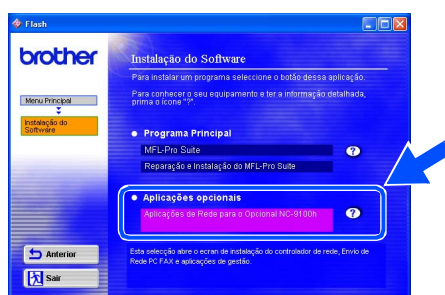 Flash
brother
Menu Principal
Instalação do
Software
Anterior
Sair
Instalação do Software
Para instalar um programa seleccione o botão dessa aplicação.
Para conhecer o seu equipamento e ter a informação detalhada,
prima o ícone "?".
Programa Principal
MFL-Pro Suite
?
Reparação e Instalação do MFL-Pro Suite
Aplicações opcionais
Aplicações de Rede para o Opcional NC-9100h
?
Esta selecção abre o ecran de instalação do controlador de rede, Envio de
Rede PC FAX e aplicações de gestão.